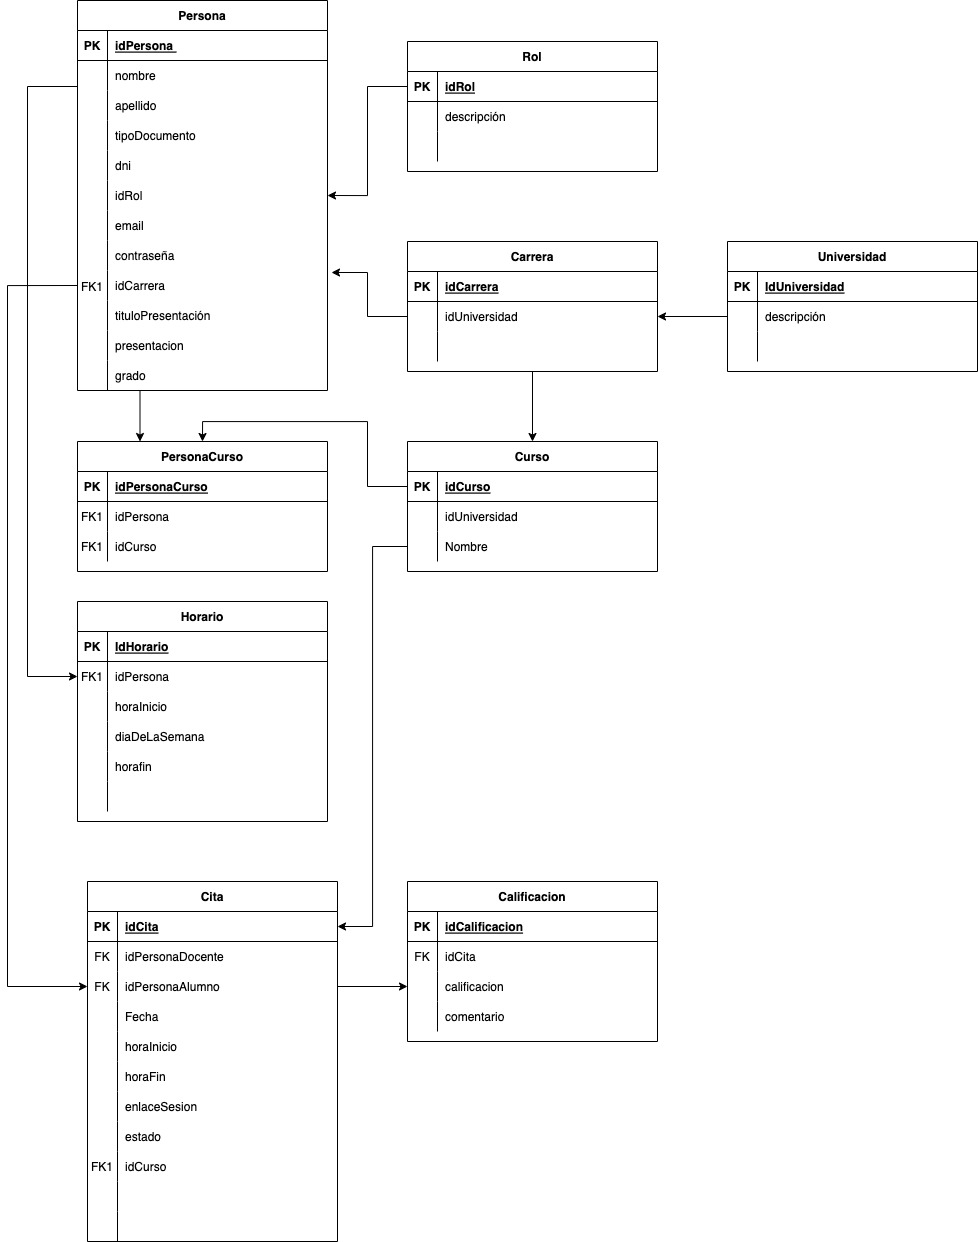 Persona
PK idPersona
nombre
apellido
tipoDocumento
dni
idRol
email
contraseña
FK1 idCarrera
tituloPresentación
presentacion
grado
Rol
PK idRol
descripción
Carrera
PK idCarrera
idUniversidad
Universidad
PK IdUniversidad
descripción
PersonaCurso
PK idPersonaCurso
FK1 idPersona
FK1 idCurso
Curso
PK idCurso
idUniversidad
Nombre
Horario
PK IdHorario
FK1 idPersona
horaInicio
diaDeLaSemana
horafin
Cita
PK idCita
FK idPersonaDocente
FK idPersonaAlumno
Fecha
horaInicio
horaFin
enlaceSesion
estado
FK1 idCurso
Calificacion
PK idCalificacion
FK idCita
calificacion
comentario